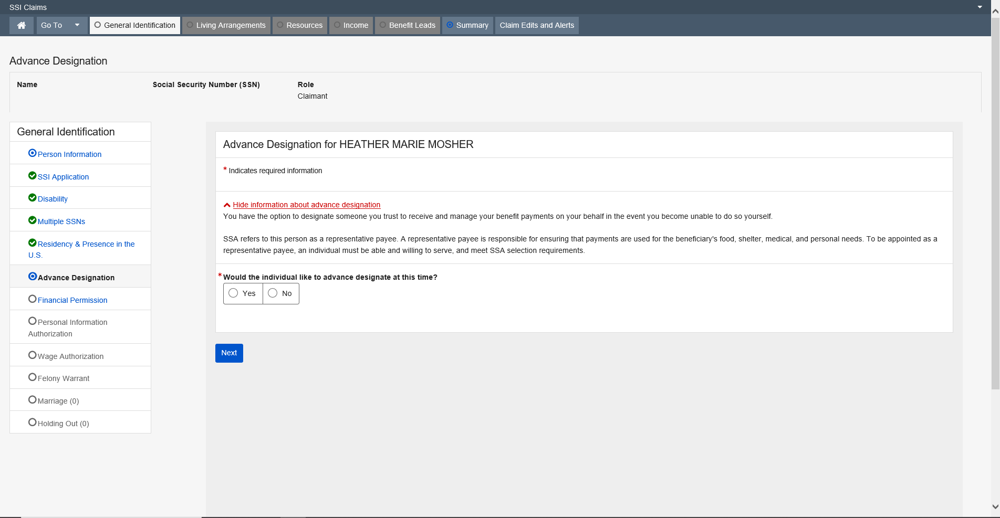 SSI Claims
Go To
General Identification
Living Arrangements
Resources
Income
Benefit Leads
Summary
Claim Edits and Alerts
Advance Designation
Name
Social Security Number (SSN)
Role
Claimant
General Identification
Person Information
SSI Application
Disability
Multiple SSNs
Residency & Presence in the
U.S.
Advance Designation
Financial Permission
Personal Information
Authorization
Wage Authorization
Felony Warrant
Marriage (0)
Holding Out (0)
Advance Designation for HEATHER MARIE MOSHER
* Indicates required information
Hide information about advance designation
You have the option to designate someone you trust to receive and manage your benefit payments on your behalf in the event you become unable to do so yourself.
SSA refers to this person as a representative payee. A representative payee is responsible for ensuring that payments are used for the beneficiary's food, shelter, medical, and personal needs. To be appointed as a
representative payee, an individual must be able and willing to serve, and meet SSA selection requirements.
* Would the individual like to advance designate at this time?
Yes
No
Next